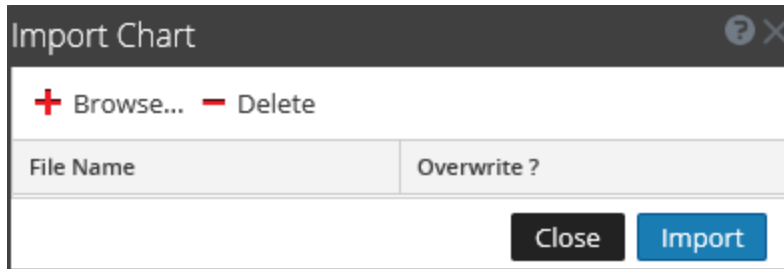 Import Chart
Browse... Delete
File Name Overwrite ?
Close Import